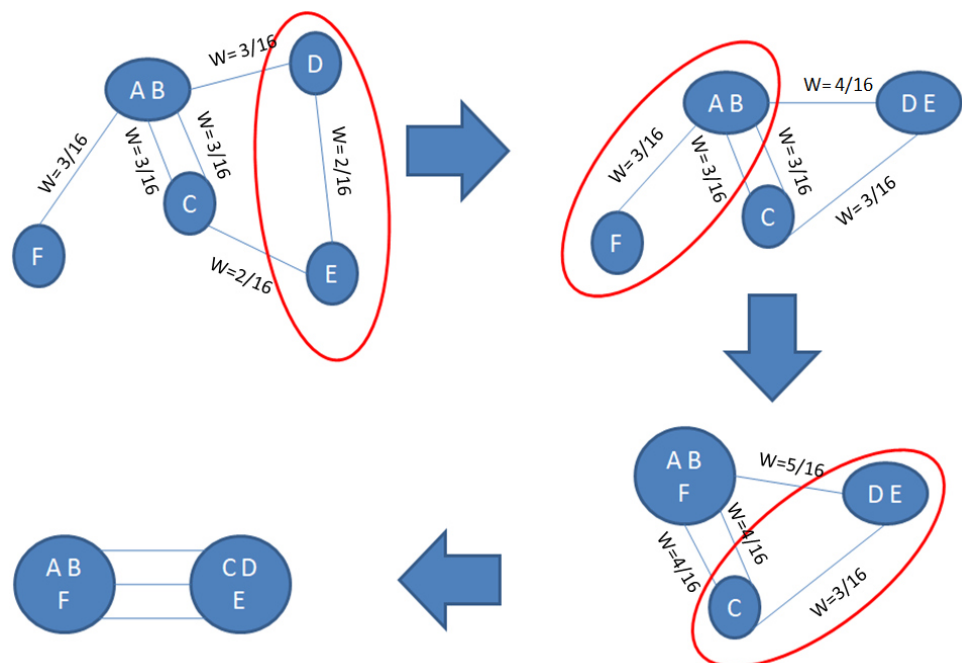 W= 3/16
D
A B
W= 3/16
W= 3/16
W= 3/16
W= 2/16
C
F
W=2/16
E
A B
W= 4/16
D E
W= 3/16
W= 3/16
W= 3/16
C
W= 3/16
F
A B
F
W=5/16
D E
W=4/16
W=4/16
C
W= 3/16
A B
F
C D
E